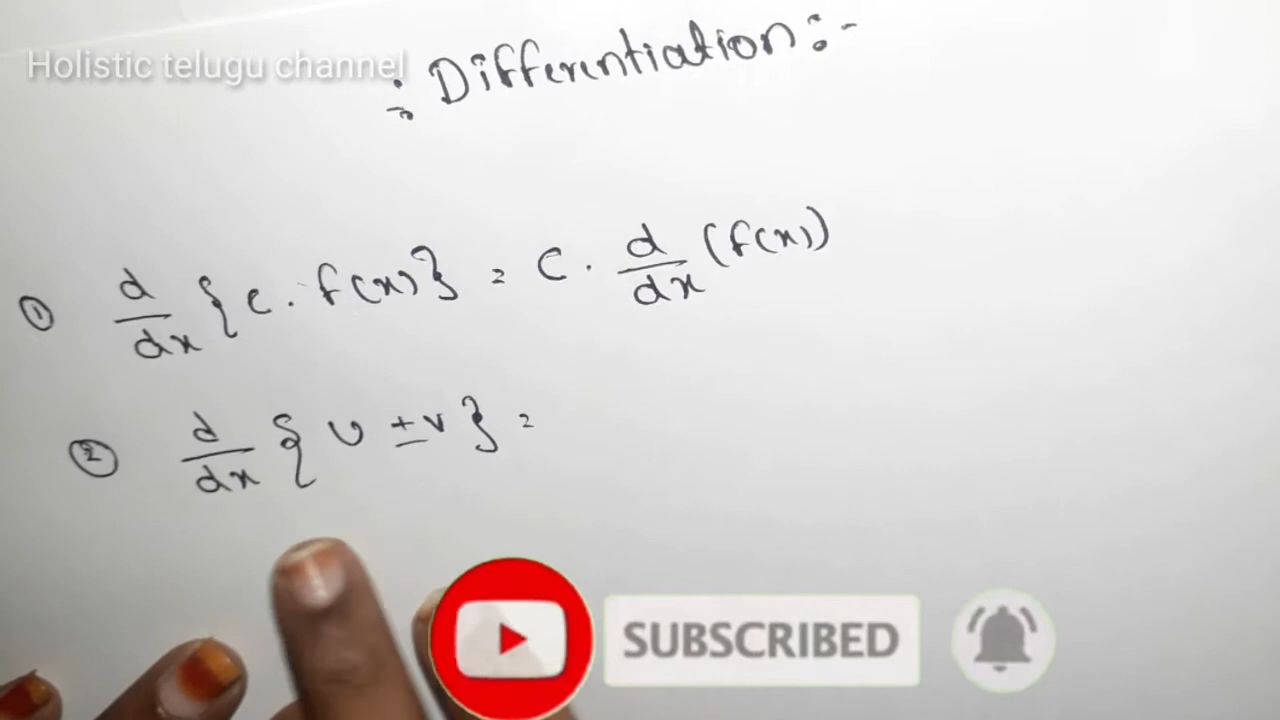 Holistic telugu channel
: Differentiation :-
① d/dx {c . f(x)} = c . d/dx (f(x))
② d/dx {u ± v} =
SUBSCRIBED